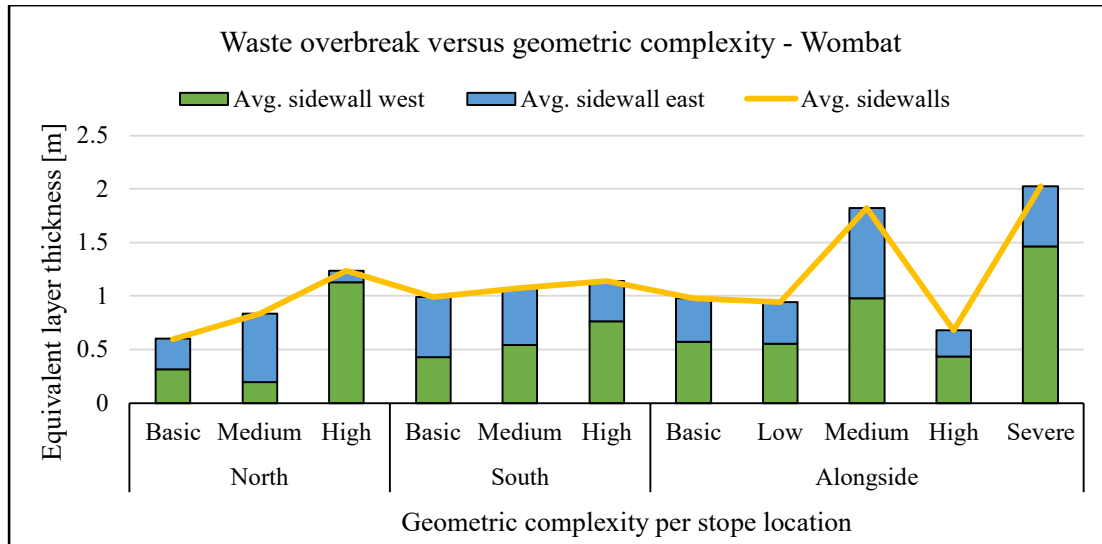 Waste overbreak versus geometric complexity - Wombat
Avg. sidewall west Avg. sidewall east Avg. sidewalls
Equivalent layer thickness [m]
2.5
2
1.5
1
0.5
0
Basic Medium High Basic Medium High Basic Low Medium High Severe
North South Alongside
Geometric complexity per stope location